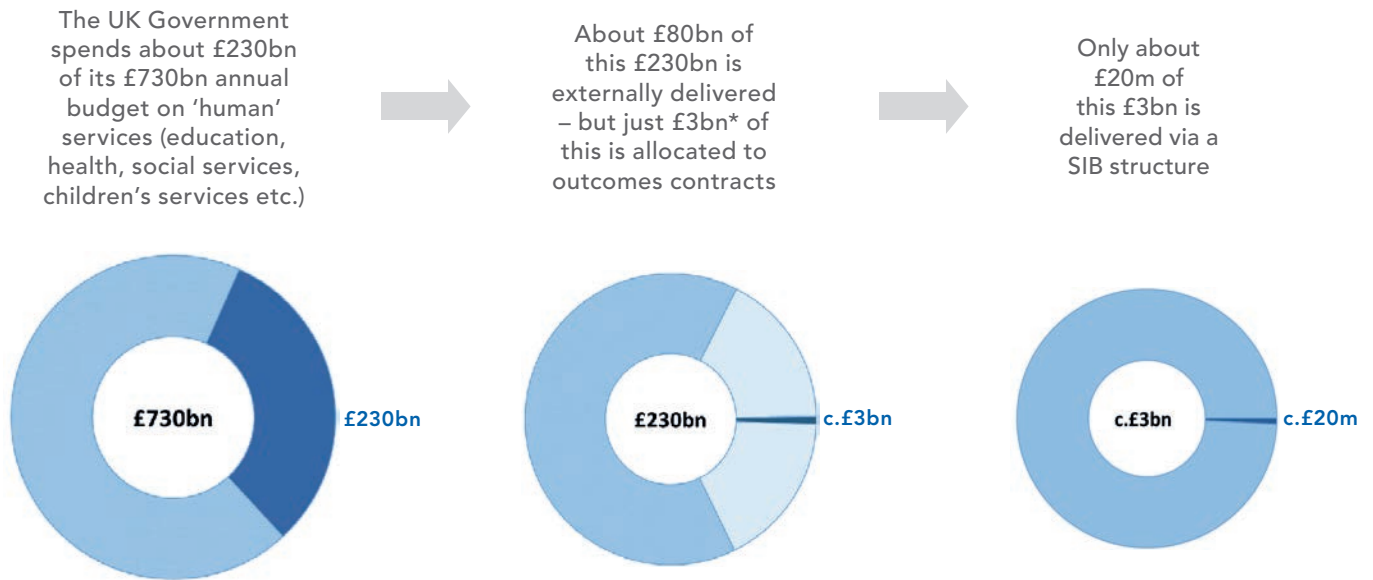 The UK Government
spends about £230bn
of its £730bn annual
budget on ‘human’
services (education,
health, social services,
children’s services etc.)
About £80bn of
this £230bn is
externally delivered
– but just £3bn* of
this is allocated to
outcomes contracts
Only about
£20m of
this £3bn is
delivered via a
SIB structure
£730bn
£230bn
£230bn
c.£3bn
c.£3bn
c.£20m